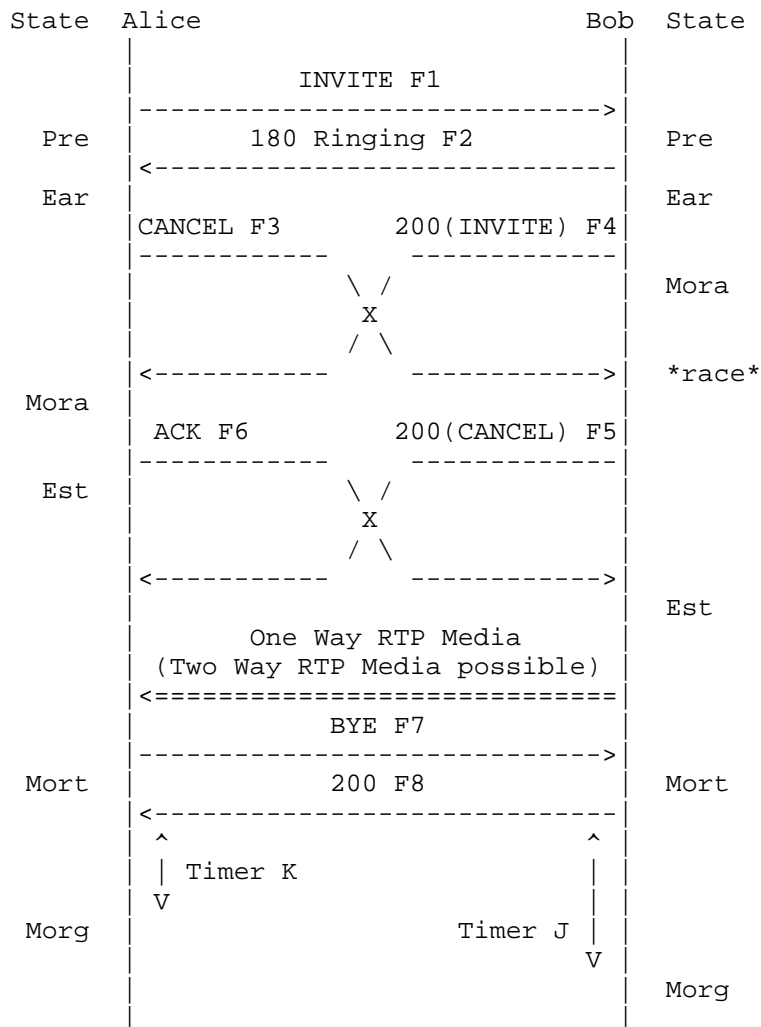 State Alice Bob State
INVITE F1
Pre 180 Ringing F2 Pre
Ear Ear
CANCEL F3 200(INVITE) F4
Mora
X
*race*
Mora
ACK F6 200(CANCEL) F5
Est
X
Est
One Way RTP Media
(Two Way RTP Media possible)
BYE F7
Mort 200 F8 Mort
Timer K
V
Morg Timer J
V
Morg